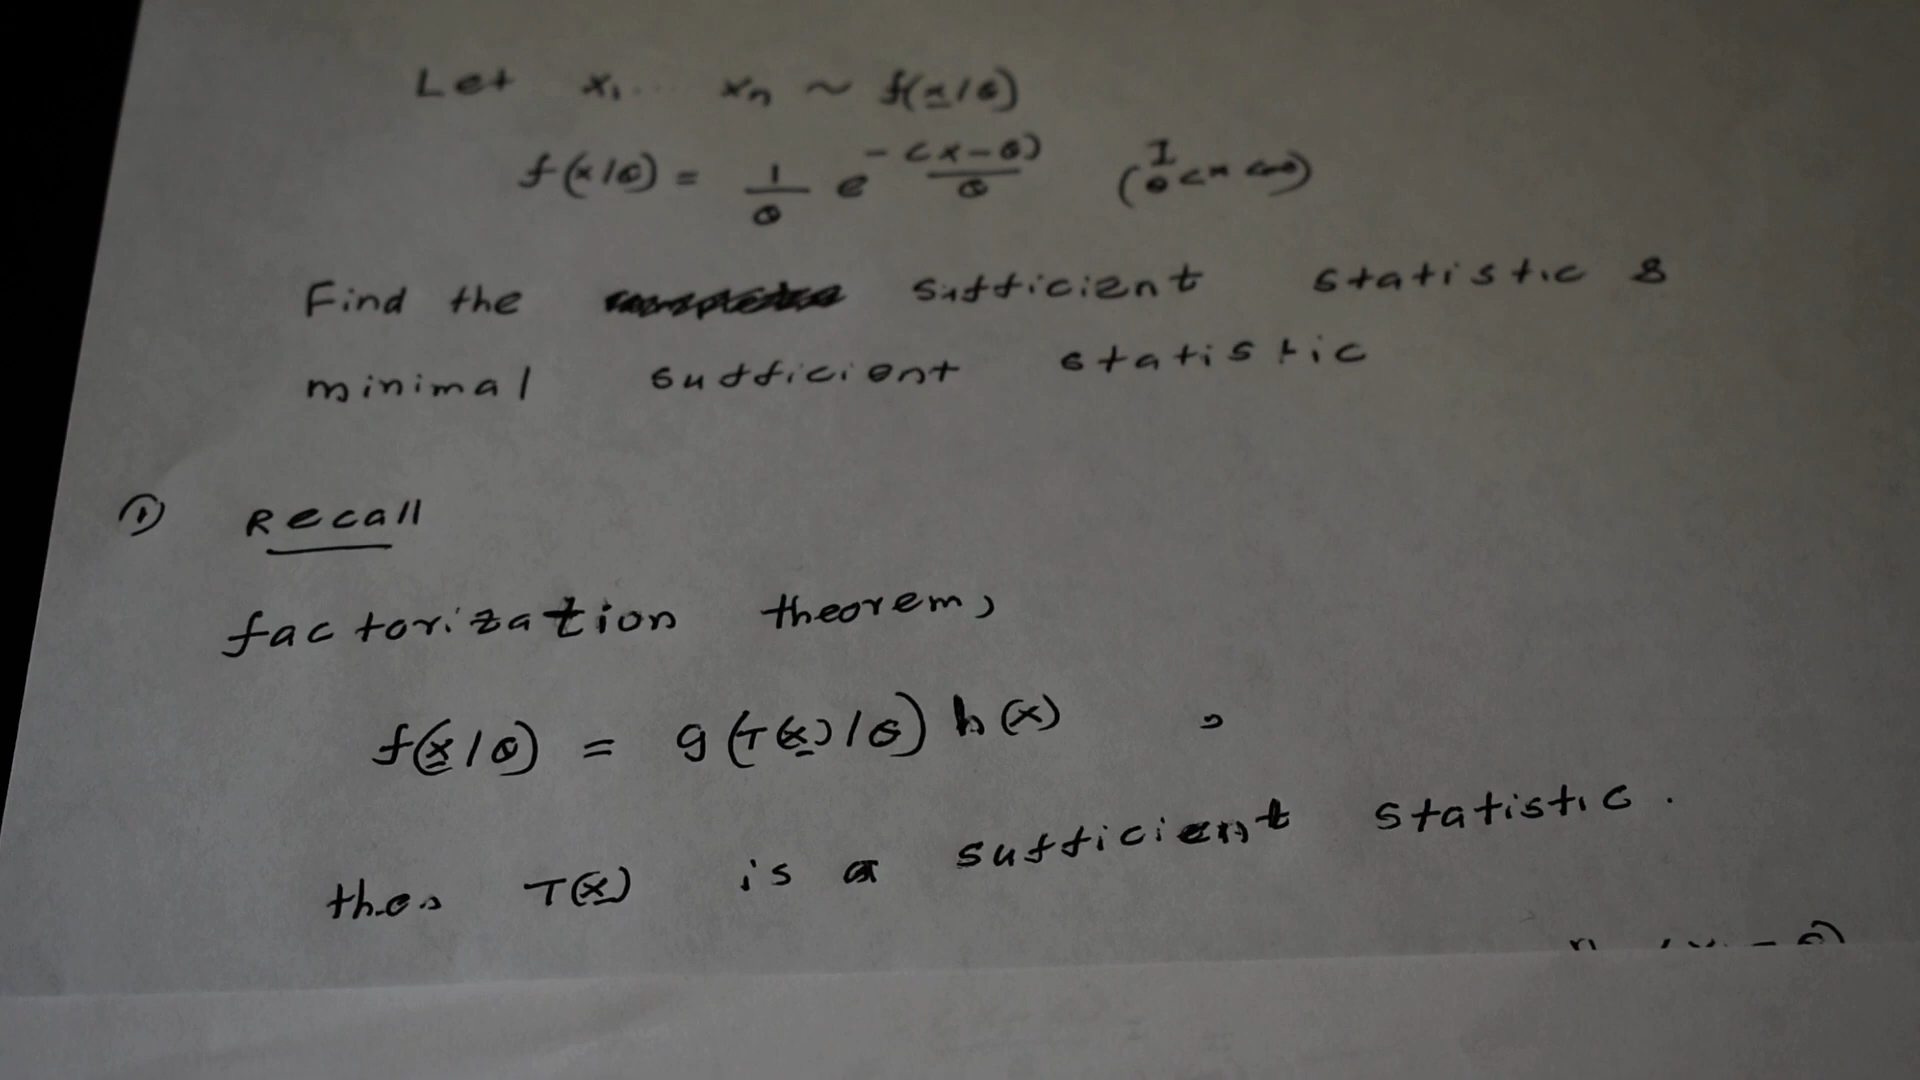 Let x₁ ... xn ~ f(x/θ)
f(x/θ) = 1/θ e^{-(x-θ)/θ} I(θ<x<∞)
Find the sufficient statistic &
minimal sufficient statistic
① Recall
factorization theorem,
f(x/θ) = g(T(x)/θ) h(x) ,
then T(x) is a sufficient statistic.